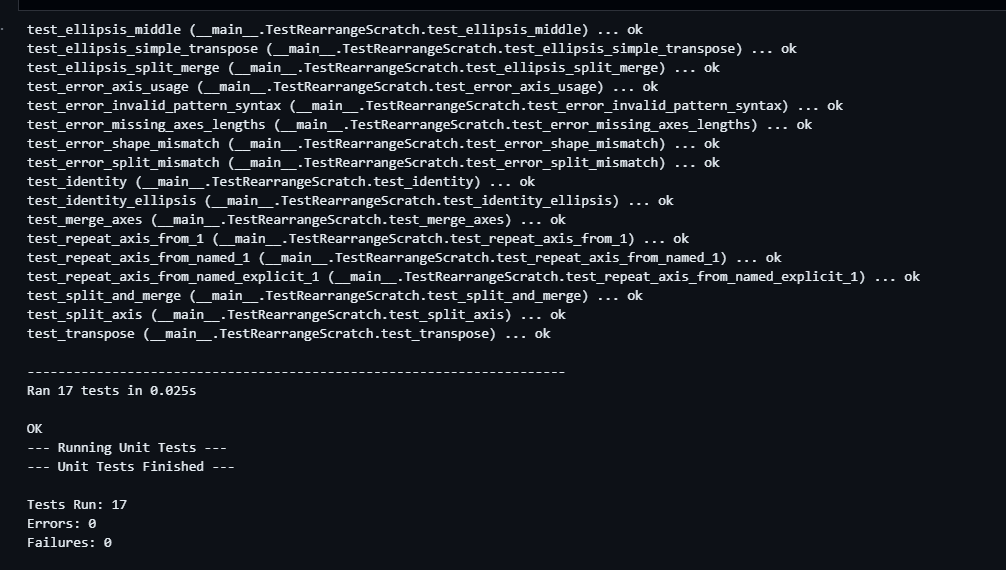 test_ellipsis_middle (__main__.TestRearrangeScratch.test_ellipsis_middle) ... ok
test_ellipsis_simple_transpose (__main__.TestRearrangeScratch.test_ellipsis_simple_transpose) ... ok
test_ellipsis_split_merge (__main__.TestRearrangeScratch.test_ellipsis_split_merge) ... ok
test_error_axis_usage (__main__.TestRearrangeScratch.test_error_axis_usage) ... ok
test_error_invalid_pattern_syntax (__main__.TestRearrangeScratch.test_error_invalid_pattern_syntax) ... ok
test_error_missing_axes_lengths (__main__.TestRearrangeScratch.test_error_missing_axes_lengths) ... ok
test_error_shape_mismatch (__main__.TestRearrangeScratch.test_error_shape_mismatch) ... ok
test_error_split_mismatch (__main__.TestRearrangeScratch.test_error_split_mismatch) ... ok
test_identity (__main__.TestRearrangeScratch.test_identity) ... ok
test_identity_ellipsis (__main__.TestRearrangeScratch.test_identity_ellipsis) ... ok
test_merge_axes (__main__.TestRearrangeScratch.test_merge_axes) ... ok
test_repeat_axis_from_1 (__main__.TestRearrangeScratch.test_repeat_axis_from_1) ... ok
test_repeat_axis_from_named_1 (__main__.TestRearrangeScratch.test_repeat_axis_from_named_1) ... ok
test_repeat_axis_from_named_explicit_1 (__main__.TestRearrangeScratch.test_repeat_axis_from_named_explicit_1) ... ok
test_split_and_merge (__main__.TestRearrangeScratch.test_split_and_merge) ... ok
test_split_axis (__main__.TestRearrangeScratch.test_split_axis) ... ok
test_transpose (__main__.TestRearrangeScratch.test_transpose) ... ok
----------------------------------------------------------------------
Ran 17 tests in 0.025s
OK
--- Running Unit Tests ---
--- Unit Tests Finished ---
Tests Run: 17
Errors: 0
Failures: 0